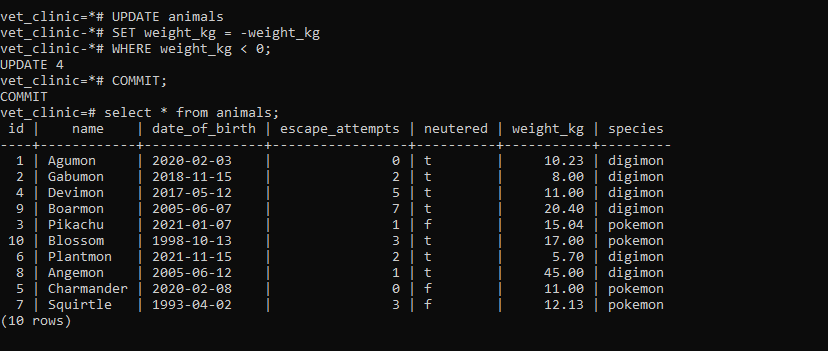 vet_clinic=*# UPDATE animals
vet_clinic-*# SET weight_kg = -weight_kg
vet_clinic-*# WHERE weight_kg < 0;
UPDATE 4
vet_clinic=*# COMMIT;
COMMIT
vet_clinic=# select * from animals;
 id |    name    | date_of_birth | escape_attempts | neutered | weight_kg | species
----+------------+---------------+-----------------+----------+-----------+---------
  1 | Agumon     | 2020-02-03    |               0 | t        |     10.23 | digimon
  2 | Gabumon    | 2018-11-15    |               2 | t        |      8.00 | digimon
  4 | Devimon    | 2017-05-12    |               5 | t        |     11.00 | digimon
  9 | Boarmon    | 2005-06-07    |               7 | t        |     20.40 | digimon
  3 | Pikachu    | 2021-01-07    |               1 | f        |     15.04 | pokemon
 10 | Blossom    | 1998-10-13    |               3 | t        |     17.00 | pokemon
  6 | Plantmon   | 2021-11-15    |               2 | t        |      5.70 | digimon
  8 | Angemon    | 2005-06-12    |               1 | t        |     45.00 | digimon
  5 | Charmander | 2020-02-08    |               0 | f        |     11.00 | pokemon
  7 | Squirtle   | 1993-04-02    |               3 | f        |     12.13 | pokemon
(10 rows)